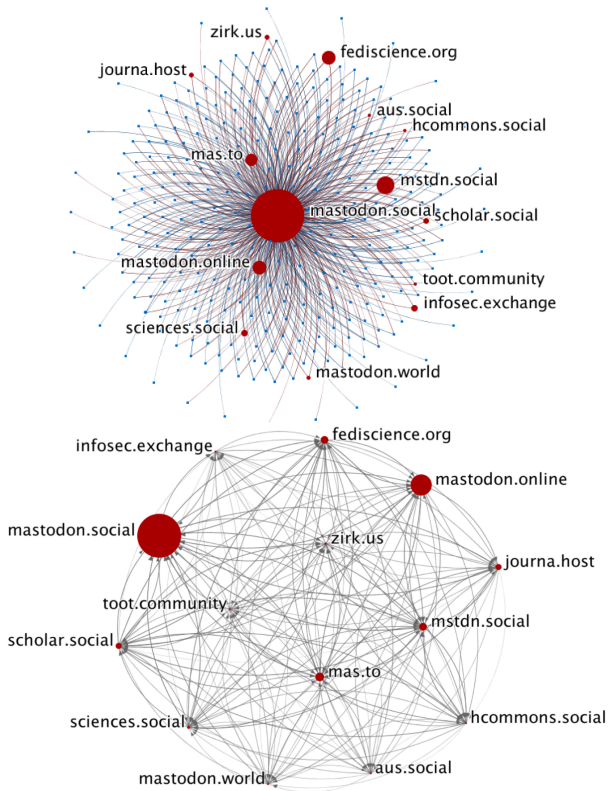 zirk.us
fediscience.org
journa.host
aus.social
hcommons.social
mas.to
mstdn.social
mastodon.social
scholar.social
mastodon.online
toot.community
infosec.exchange
sciences.social
mastodon.world
fediscience.org
infosec.exchange
mastodon.online
mastodon.social
zirk.us
journa.host
toot.community
mstdn.social
scholar.social
mas.to
sciences.social
hcommons.social
aus.social
mastodon.world